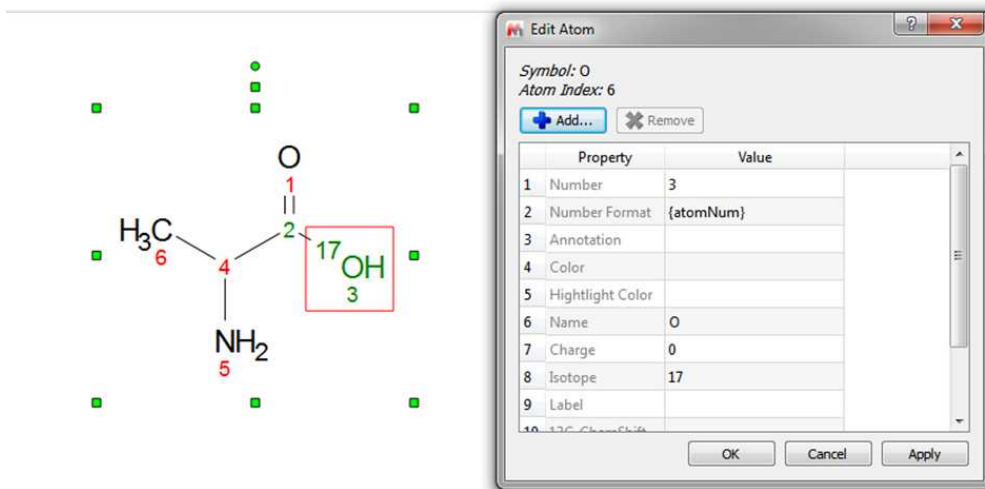 O
1
2
H3C
6
4
17OH
3
NH2
5
Edit Atom
Symbol: O
Atom Index: 6
Add...
Remove
Property Value
1 Number 3
2 Number Format {atomNum}
3 Annotation
4 Color
5 Hightlight Color
6 Name O
7 Charge 0
8 Isotope 17
9 Label
OK Cancel Apply